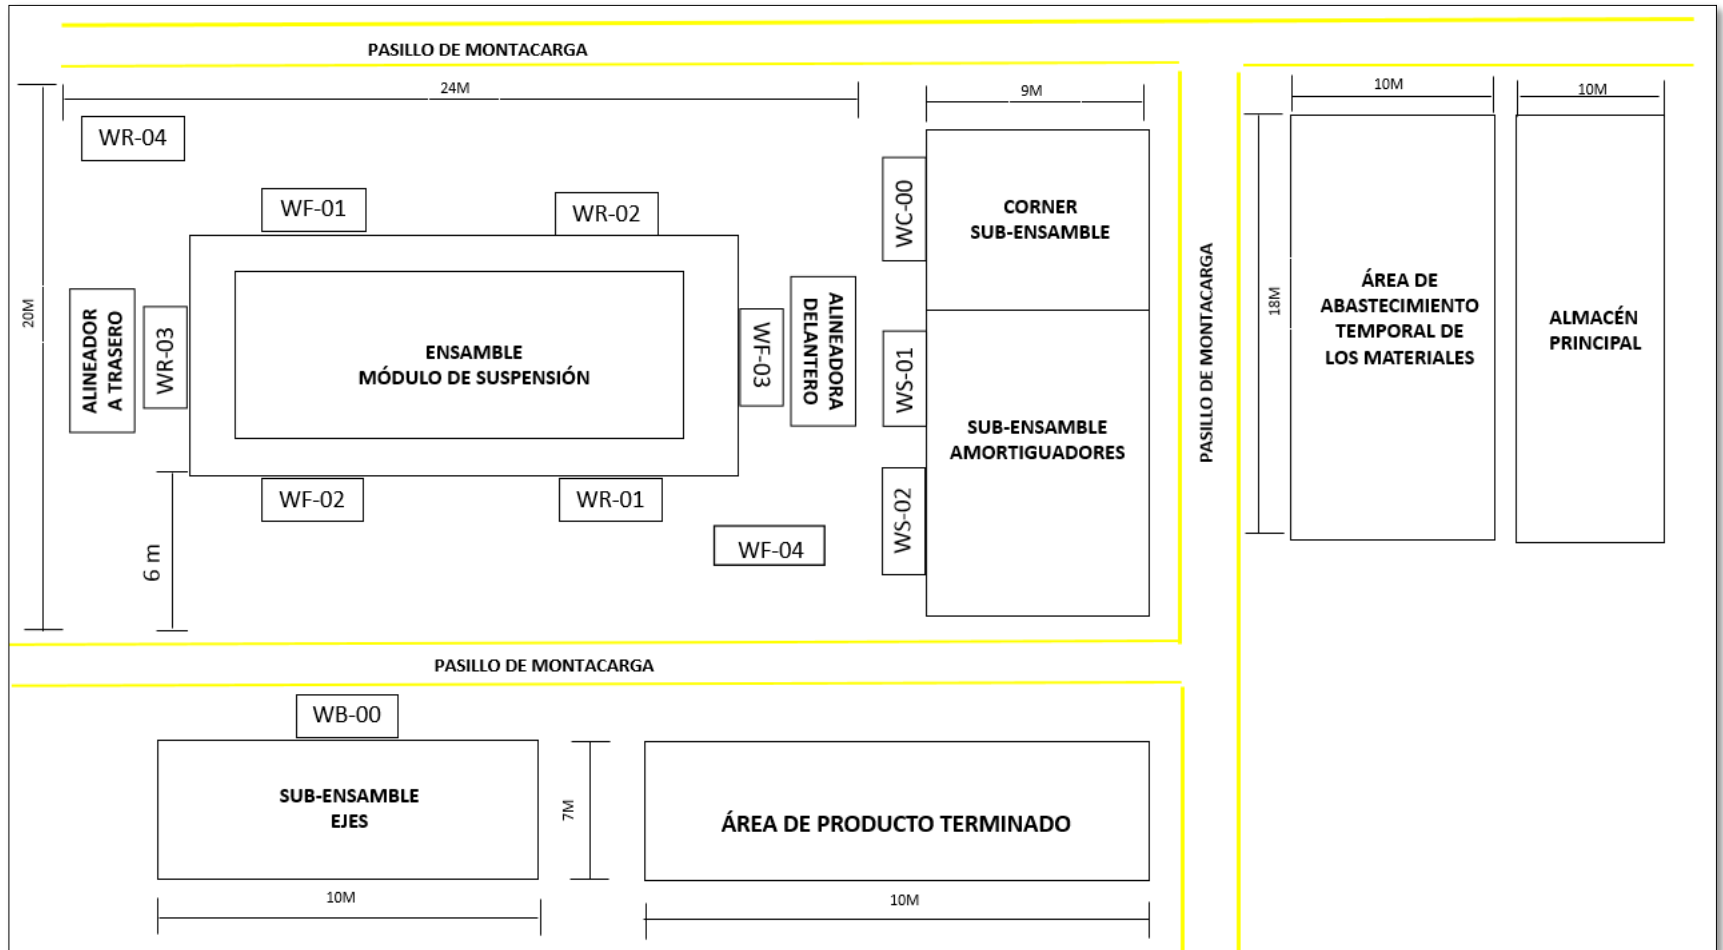 PASILLO DE MONTACARGA
24M
9M
10M
10M
WR-04
WF-01
WR-02
WC-00
CORNER
SUB-ENSAMBLE
20M
ALINEADOR
A TRASERO
WR-03
ENSAMBLE
MÓDULO DE SUSPENSIÓN
WF-03
ALINEADORA
DELANTERO
WS-01
SUB-ENSAMBLE
AMORTIGUADORES
WS-02
PASILLO DE MONTACARGA
18M
ÁREA DE
ABASTECIMIENTO
TEMPORAL DE
LOS MATERIALES
ALMACÉN
PRINCIPAL
WF-02
WR-01
WF-04
6 m
PASILLO DE MONTACARGA
WB-00
SUB-ENSAMBLE
EJES
7M
ÁREA DE PRODUCTO TERMINADO
10M
10M